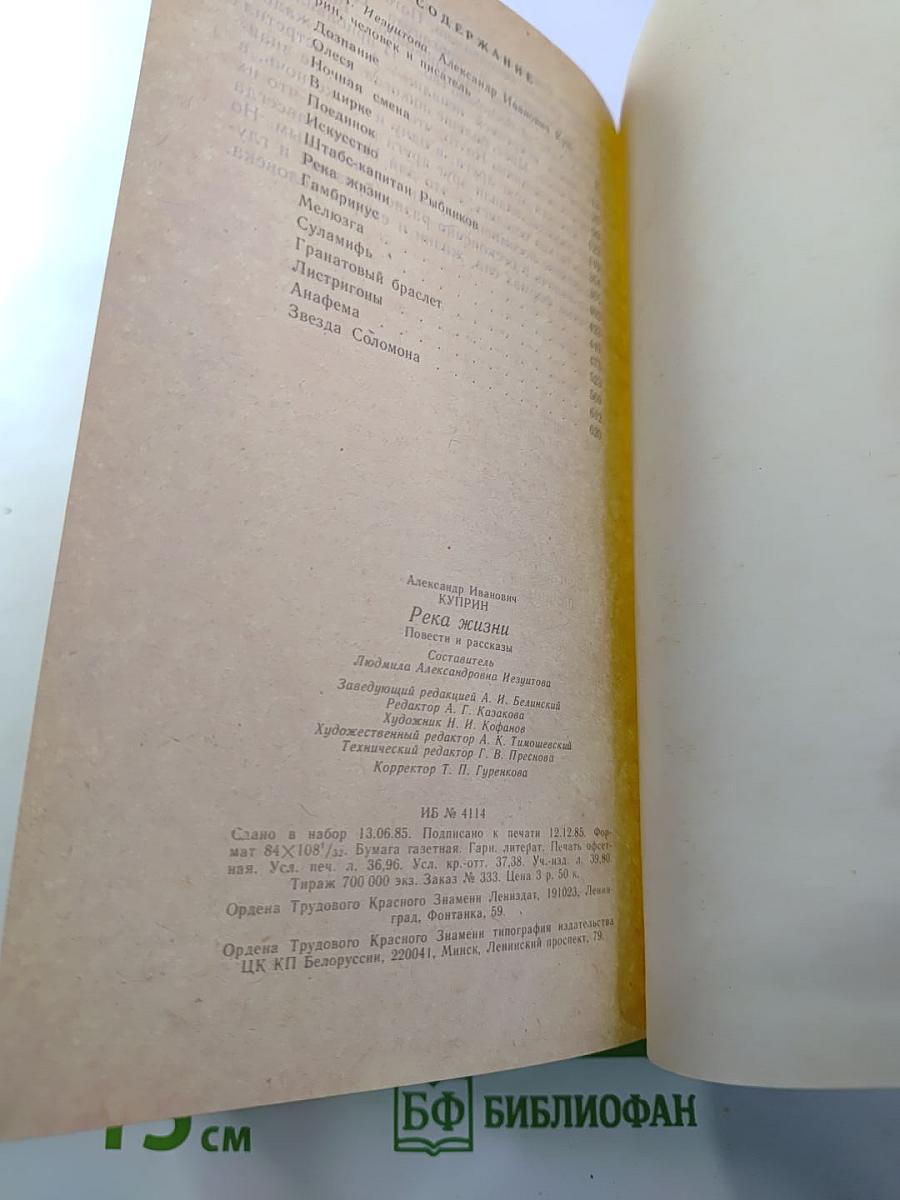 СОДЕРЖАНИЕ
Иезуитова. Александр Иванович Куп-
рин, человек и писатель
Дознание
Олеся
Ночная смена
В цирке
Поединок
Искусство
Штабс-капитан Рыбников
Река жизни
Гамбринус
Мелюзга
Суламифь
Гранатовый браслет
Листригоны
Анафема
Звезда Соломона
612
620
Александр Иванович
КУПРИН
Река жизни
Повести и рассказы
Составитель
Людмила Александровна Иезуитова
Заведующий редакцией А. И. Белинский
Редактор А. Г. Казакова
Художник Н. И. Кофанов
Художественный редактор А. К. Тимошевский
Технический редактор Г. В. Преснова
Корректор Т. П. Гуренкова
ИБ № 4114
Сдано в набор 13.06.85. Подписано к печати 12.12.85. Фор-
мат 84×108¹/₃₂. Бумага газетная. Гарн. литерат. Печать офсет-
ная. Усл. печ. л. 36,96. Усл. кр.-отт. 37,38. Уч.-изд. л. 39,80.
Тираж 700 000 экз. Заказ № 333. Цена 3 р. 50 к.
Ордена Трудового Красного Знамени Лениздат, 191023, Ленин-
град, Фонтанка, 59.
Ордена Трудового Красного Знамени типография издательства
ЦК КП Белоруссии, 220041, Минск, Ленинский проспект, 79.
15 см
БФ БИБЛИОФАН